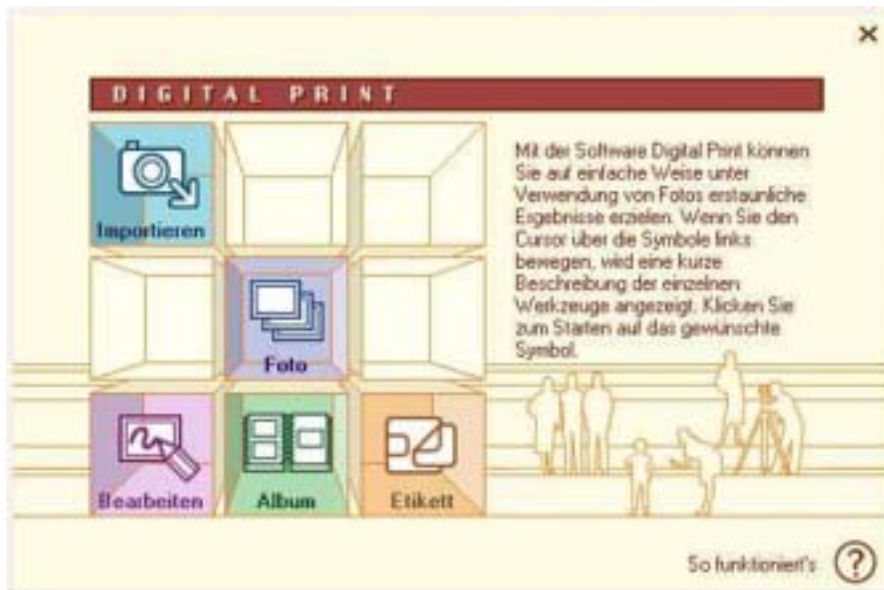 DIGITAL PRINT
Importieren
Foto
Bearbeiten
Album
Etikett
Mit der Software Digital Print können
Sie auf einfache Weise unter
Verwendung von Fotos erstaunliche
Ergebnisse erzielen. Wenn Sie den
Cursor über die Symbole links
bewegen, wird eine kurze
Beschreibung der einzelnen
Werkzeuge angezeigt. Klicken Sie
zum Starten auf das gewünschte
Symbol.
So funktioniert's
?